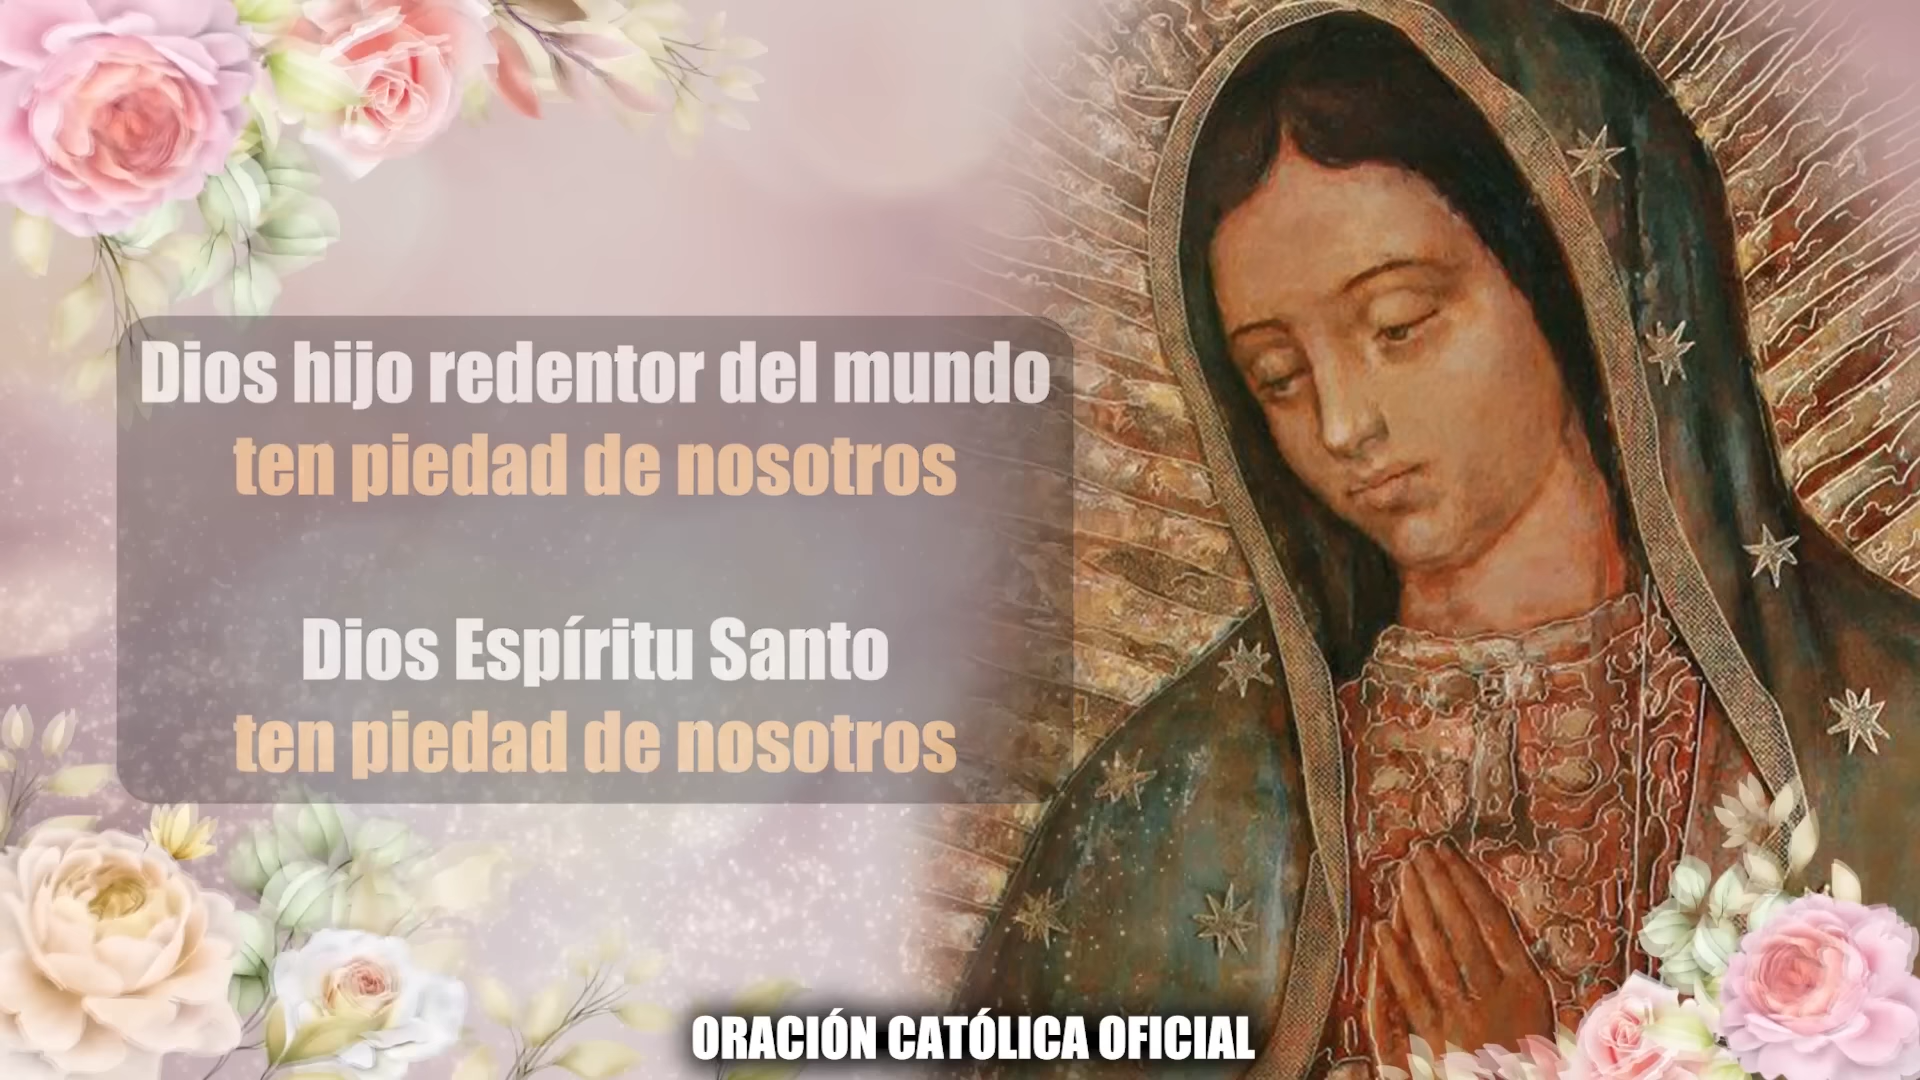 Dios hijo redentor del mundo
ten piedad de nosotros
Dios Espíritu Santo
ten piedad de nosotros
ORACIÓN CATÓLICA OFICIAL